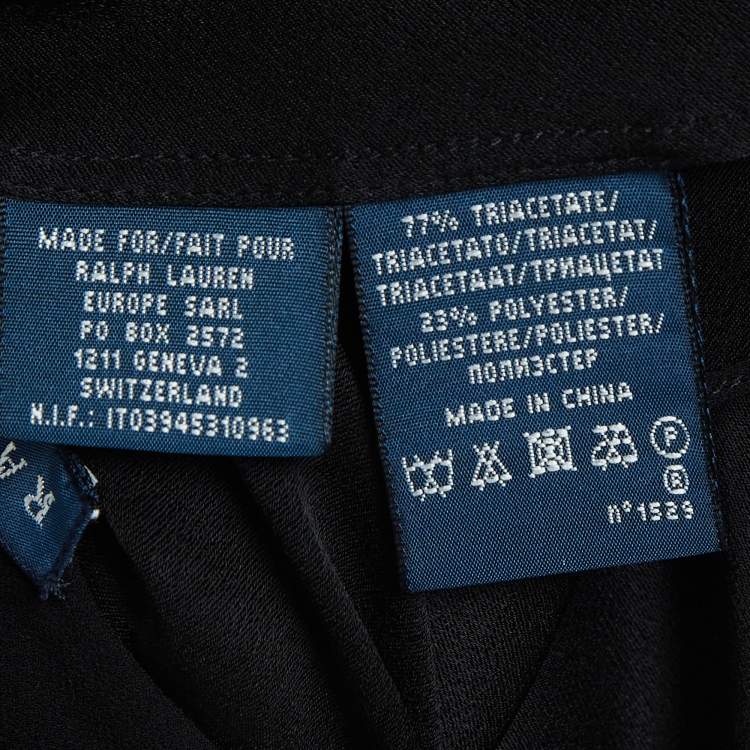 MADE FOR/FAIT POUR
RALPH LAUREN
EUROPE SARL
PO BOX 2572
1211 GENEVA 2
SWITZERLAND
N.I.F.: IT03945310963
77% TRIACETATE/
TRIACETATO/TRIACETAT/
TRIACETAAT/ТРИАЦЕТАТ
23% POLYESTER/
POLIESTERE/POLIESTER/
ПОЛИЭСТЕР
MADE IN CHINA
P
®
n°1529